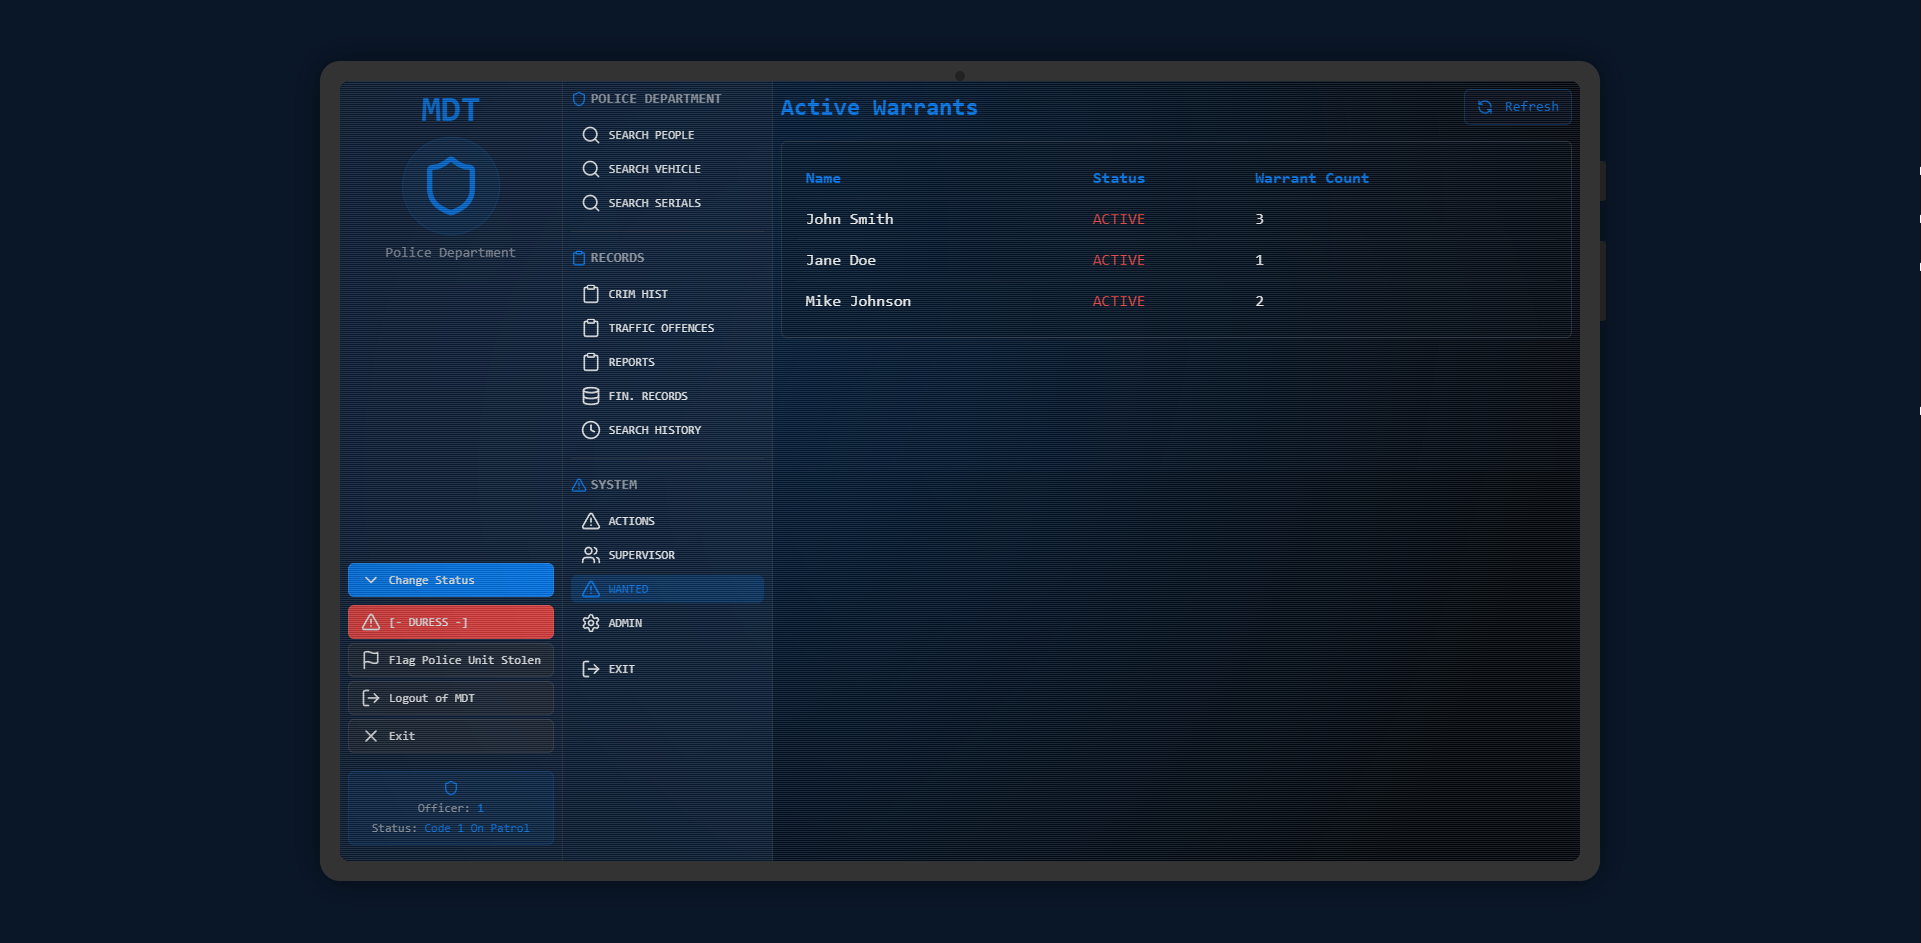 MDT
Police Department
Change Status
[- DURESS -]
Flag Police Unit Stolen
Logout of MDT
Exit
Officer: 1
Status: Code 1 On Patrol
POLICE DEPARTMENT
SEARCH PEOPLE
SEARCH VEHICLE
SEARCH SERIALS
RECORDS
CRIM HIST
TRAFFIC OFFENCES
REPORTS
FIN. RECORDS
SEARCH HISTORY
SYSTEM
ACTIONS
SUPERVISOR
WANTED
ADMIN
EXIT
Active Warrants
Refresh
Name Status Warrant Count
John Smith ACTIVE 3
Jane Doe ACTIVE 1
Mike Johnson ACTIVE 2